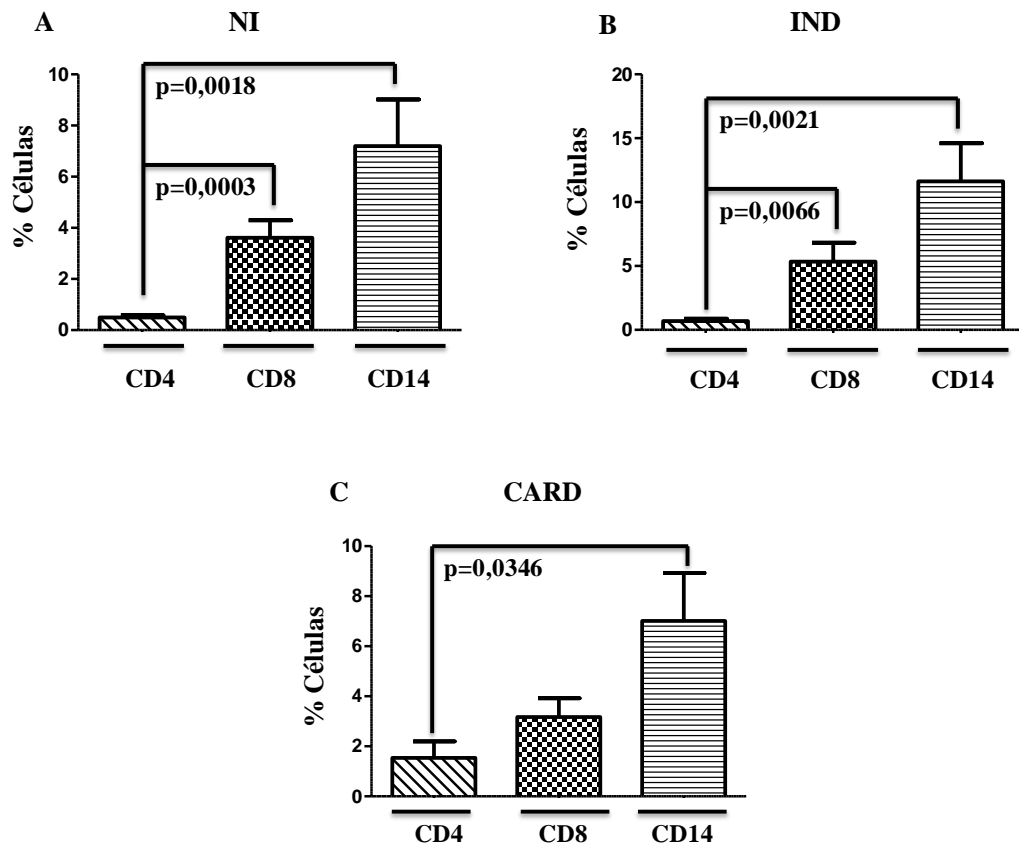 A
NI
% Células
10
8
6
4
2
0
p=0,0018
p=0,0003
CD4
CD8
CD14
B
IND
% Células
20
15
10
5
0
p=0,0021
p=0,0066
CD4
CD8
CD14
C
CARD
% Células
10
8
6
4
2
0
p=0,0346
CD4
CD8
CD14